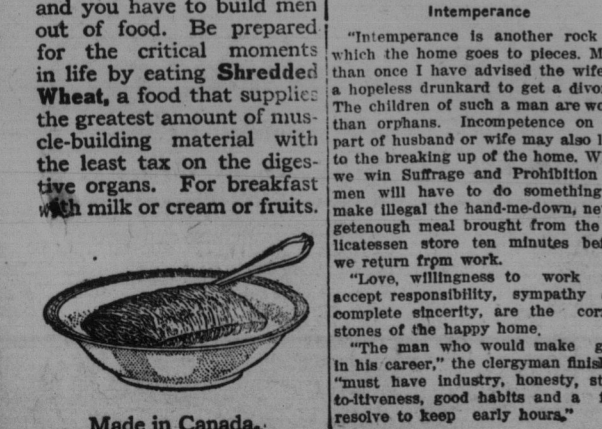 and you have to build men
out of food. Be prepared
for the critical moments
in life by eating Shredded
Wheat, a food that supplies
the greatest amount of mus-
cle-building material with
the least tax on the diges-
tive organs. For breakfast
with milk or cream or fruits.
Made in Canada.
Intemperance
"Intemperance is another rock
which the home goes to pieces. M
than once I have advised the wife
a hopeless drunkard to get a divo
The children of such a man are wo
than orphans. Incompetence on
part of husband or wife may also l
to the breaking up of the home. W
we win Suffrage and Prohibition
men will have to do something
make illegal the hand-me-down, ne
getenough meal brought from the
licatessen store ten minutes bef
we return frpm work.
"Love, willingness to work
accept responsibility, sympathy
complete sincerity, are the cor
stones of the happy home.
"The man who would make g
in his career," the clergyman finis
"must have industry, honesty, st
to-itiveness, good habits and a f
resolve to keep early hours."